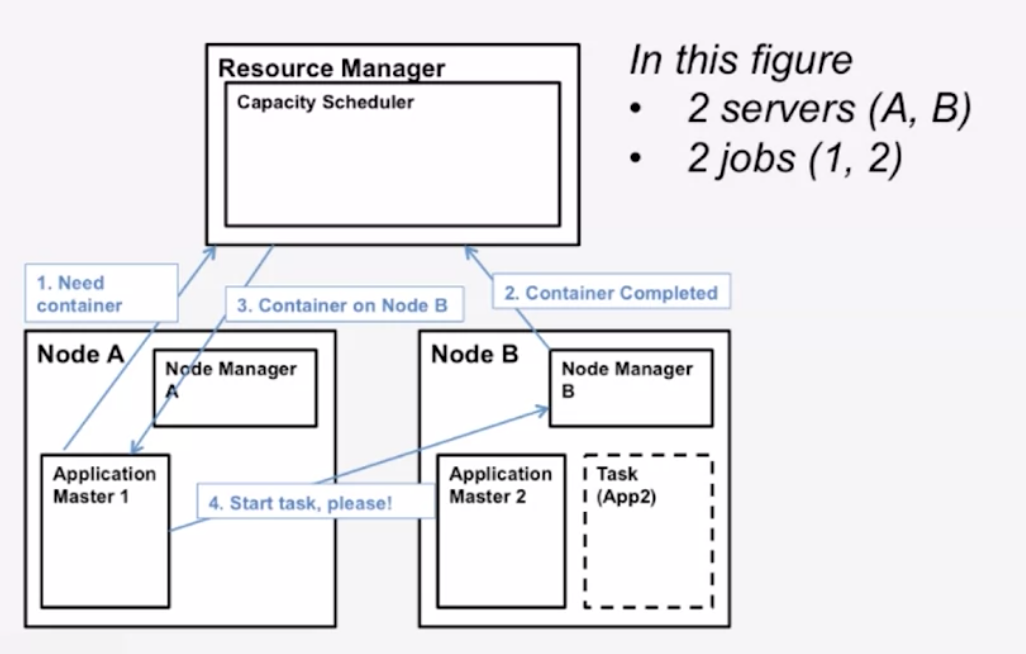 Resource Manager
Capacity Scheduler
In this figure
• 2 servers (A, B)
• 2 jobs (1, 2)
1. Need
container
3. Container on Node B
2. Container Completed
Node A
Node Manager
A
Application
Master 1
4. Start task, please!
Node B
Node Manager
B
Application
Master 2
Task
(App2)